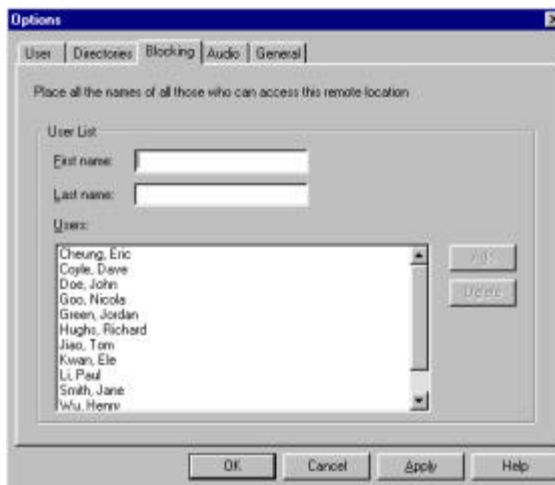 Options
User Directories Blocking Audio General
Place all the names of all those who can access this remote location
User List
First name:
Last name:
Users:
Cheung, Eric
Coyle, Dave
Doe, John
Goo, Nicola
Green, Jordan
Hughs, Richard
Jiao, Tom
Kwan, Ele
Li, Paul
Smith, Jane
Wu, Henry
Add
Delete
OK Cancel Apply Help